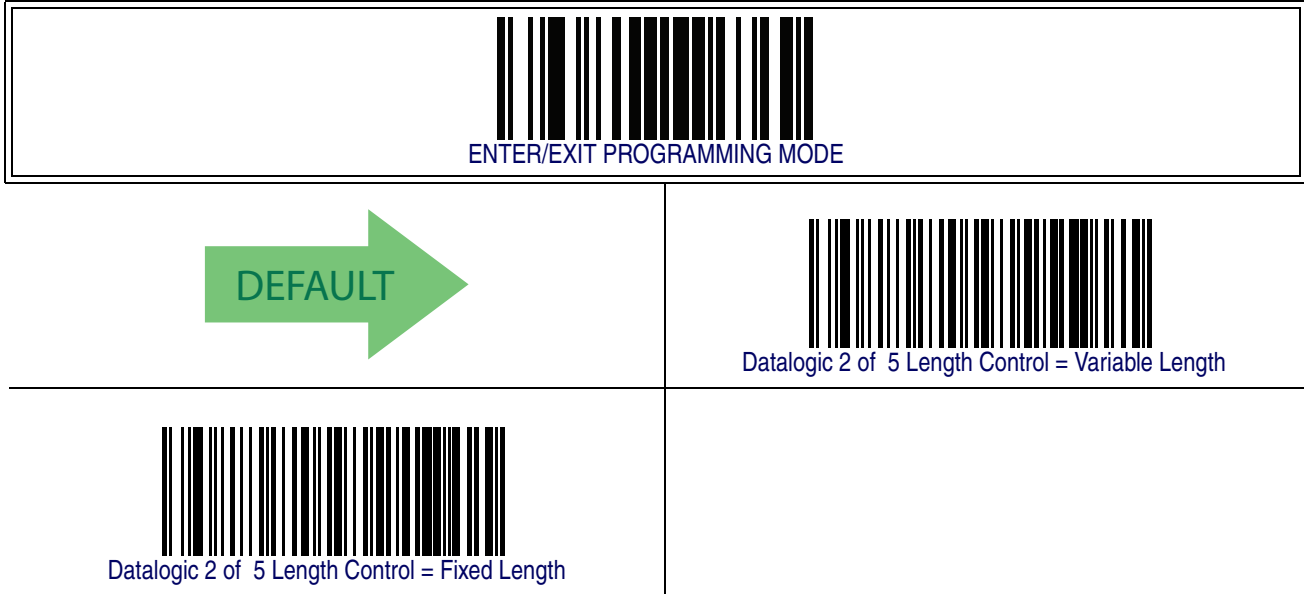 ENTER/EXIT PROGRAMMING MODE
DEFAULT
Datalogic 2 of  5 Length Control = Variable Length
Datalogic 2 of  5 Length Control = Fixed Length